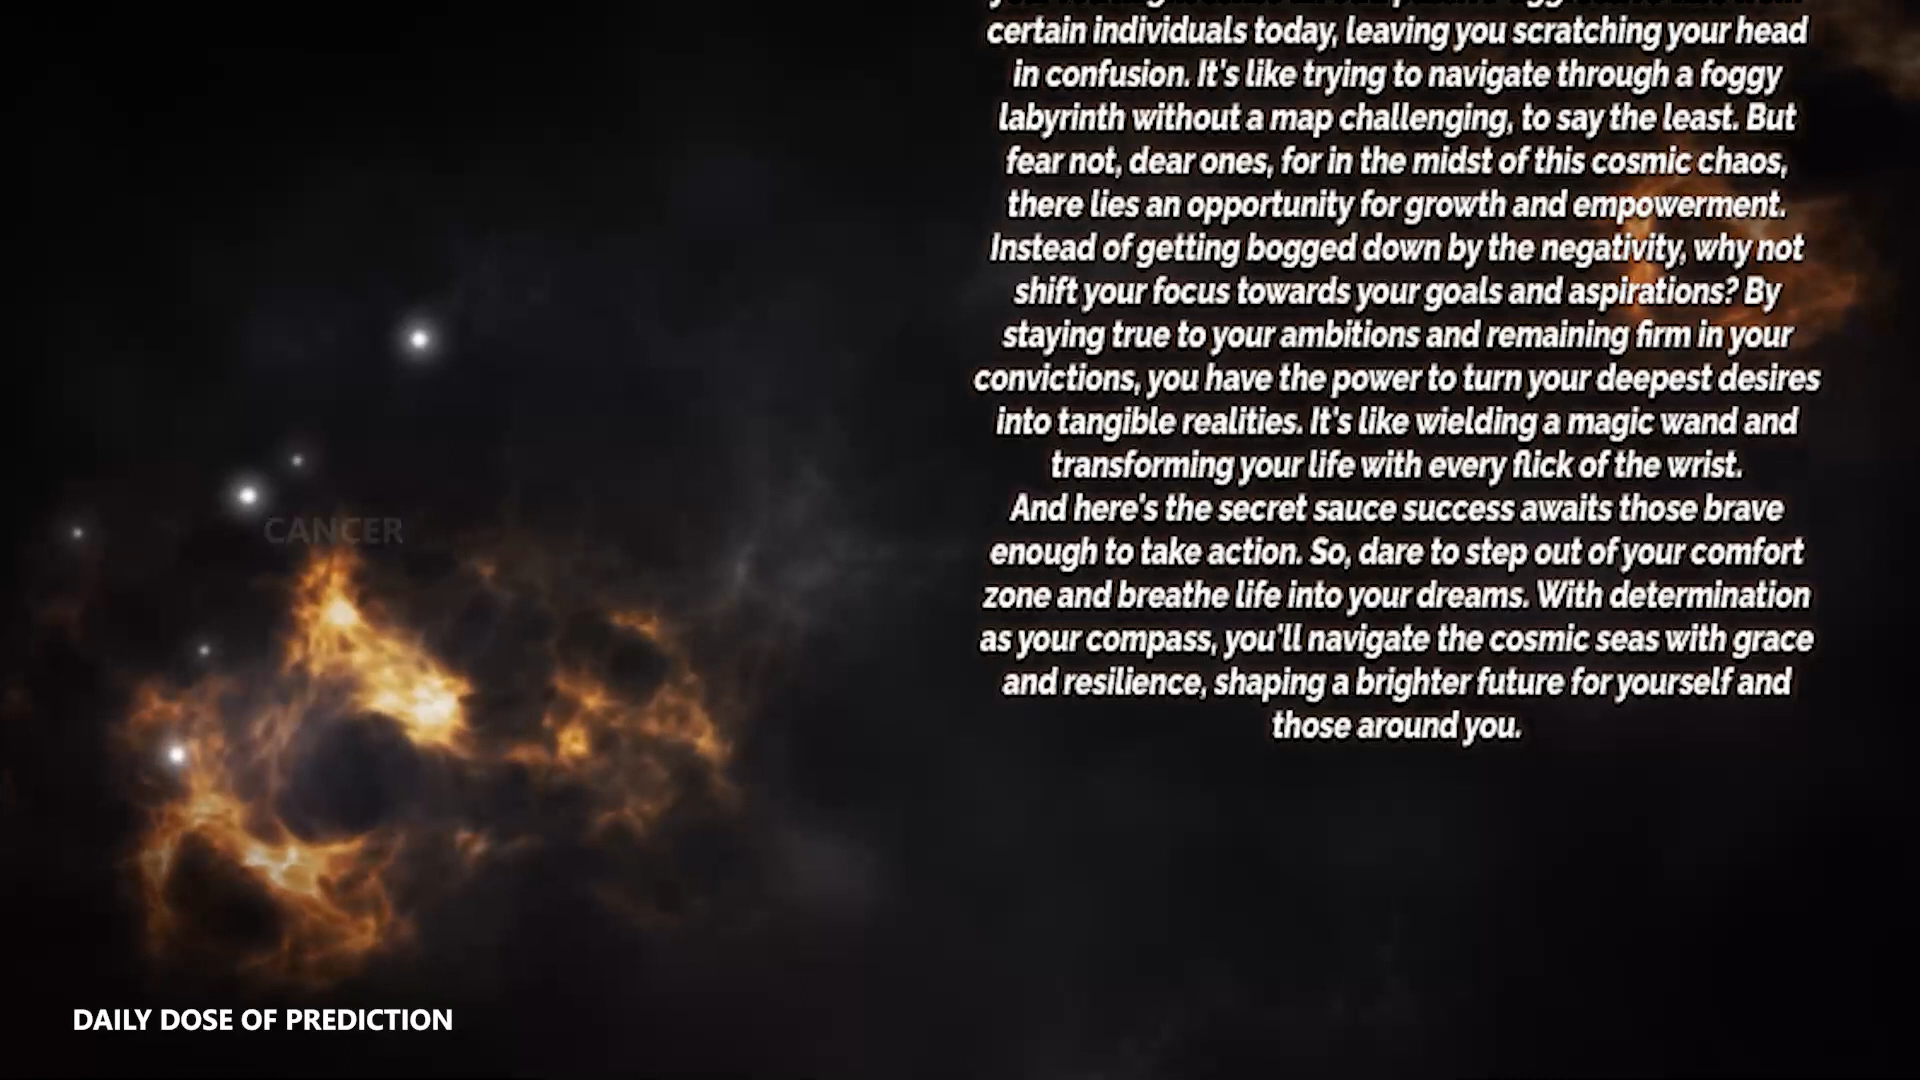 certain individuals today, leaving you scratching your head
in confusion. It's like trying to navigate through a foggy
labyrinth without a map challenging, to say the least. But
fear not, dear ones, for in the midst of this cosmic chaos,
there lies an opportunity for growth and empowerment.
Instead of getting bogged down by the negativity, why not
shift your focus towards your goals and aspirations? By
staying true to your ambitions and remaining firm in your
convictions, you have the power to turn your deepest desires
into tangible realities. It's like wielding a magic wand and
transforming your life with every flick of the wrist.
And here's the secret sauce success awaits those brave
enough to take action. So, dare to step out of your comfort
zone and breathe life into your dreams. With determination
as your compass, you'll navigate the cosmic seas with grace
and resilience, shaping a brighter future for yourself and
those around you.
CANCER
DAILY DOSE OF PREDICTION